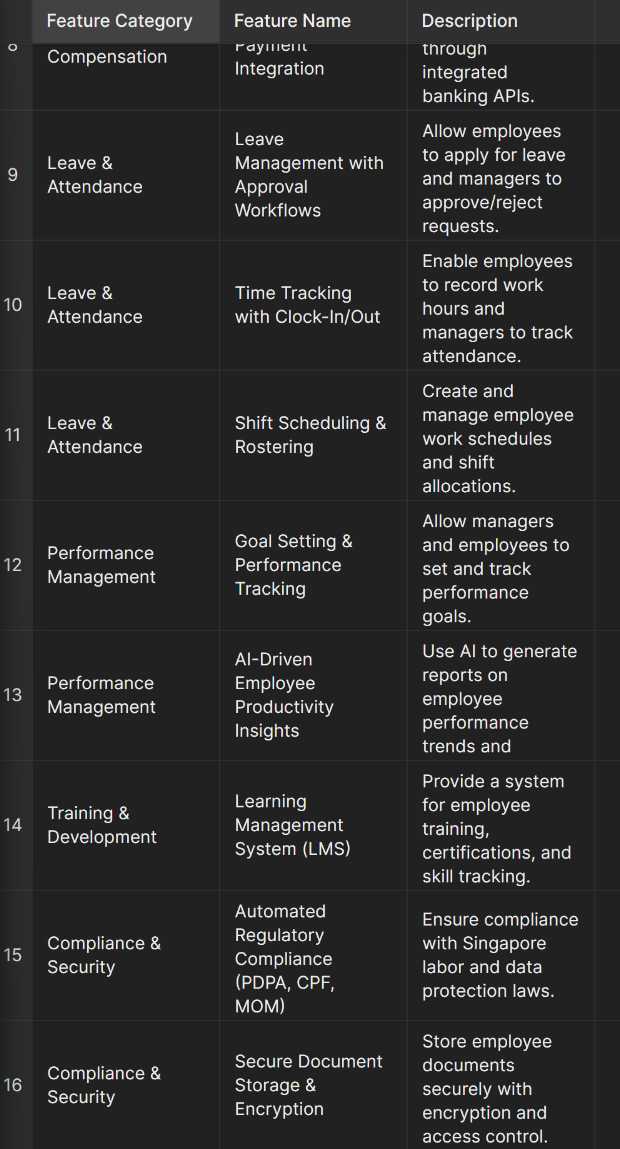 Feature Category
Feature Name
Description
8
Compensation
Payment
Integration
through
integrated
banking APIs.
9
Leave &
Attendance
Leave
Management with
Approval
Workflows
Allow employees
to apply for leave
and managers to
approve/reject
requests.
10
Leave &
Attendance
Time Tracking
with Clock-In/Out
Enable employees
to record work
hours and
managers to track
attendance.
11
Leave &
Attendance
Shift Scheduling &
Rostering
Create and
manage employee
work schedules
and shift
allocations.
12
Performance
Management
Goal Setting &
Performance
Tracking
Allow managers
and employees to
set and track
performance
goals.
13
Performance
Management
AI-Driven
Employee
Productivity
Insights
Use AI to generate
reports on
employee
performance
trends and
14
Training &
Development
Learning
Management
System (LMS)
Provide a system
for employee
training,
certifications, and
skill tracking.
15
Compliance &
Security
Automated
Regulatory
Compliance
(PDPA, CPF,
MOM)
Ensure compliance
with Singapore
labor and data
protection laws.
16
Compliance &
Security
Secure Document
Storage &
Encryption
Store employee
documents
securely with
encryption and
access control.